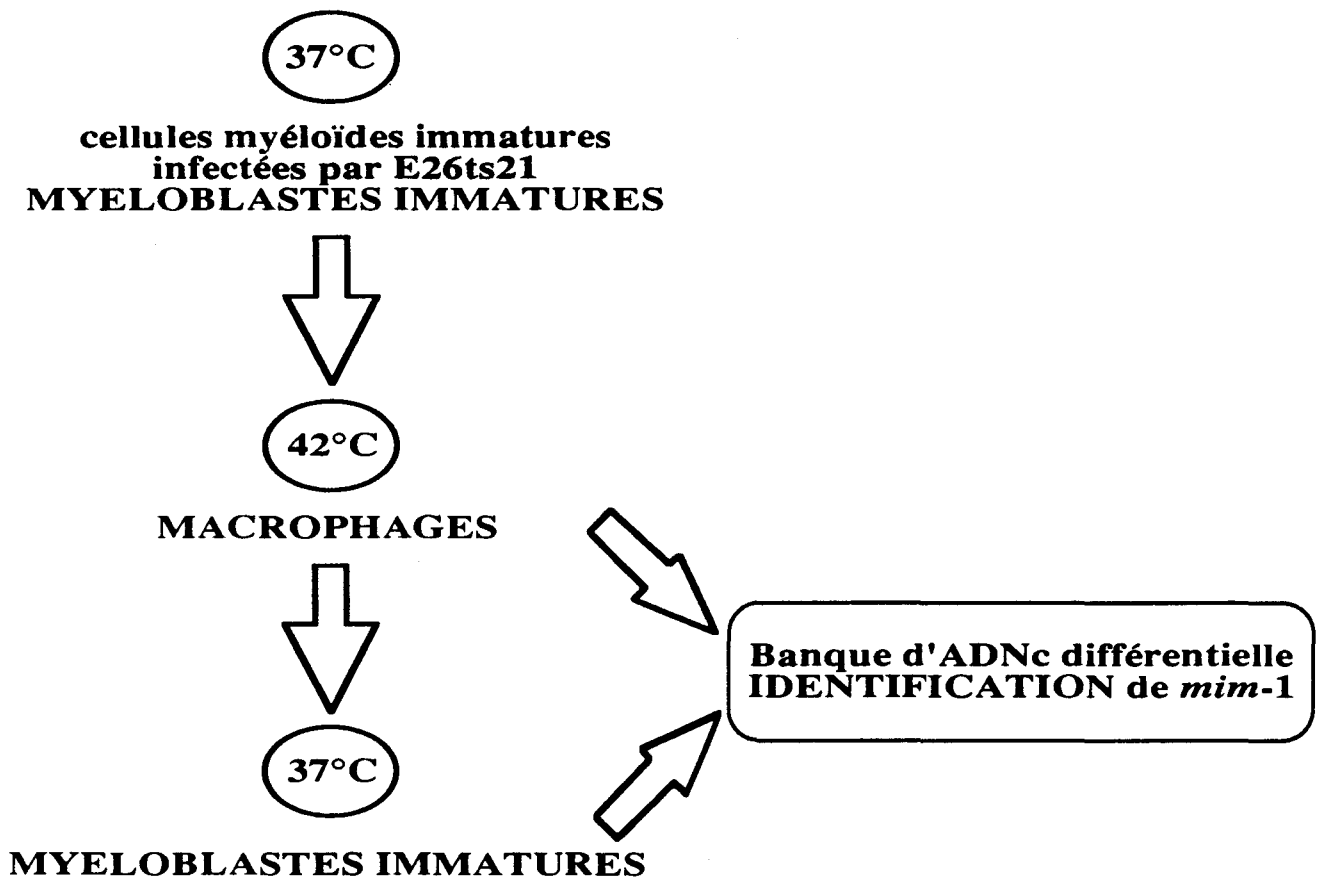 37°C
cellules myéloïdes immatures
infectées par E26ts21
MYELOBLASTES IMMATURES
42°C
MACROPHAGES
Banque d'ADNc différentielle
IDENTIFICATION de mim-1
37°C
MYELOBLASTES IMMATURES